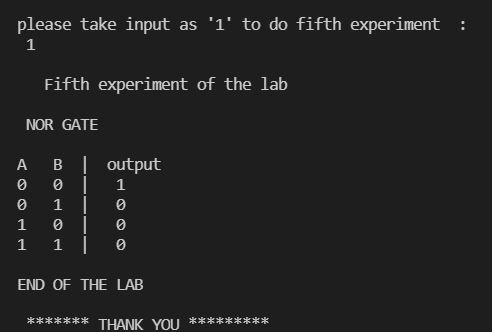 please take input as '1' to do fifth experiment  :
 1
   Fifth experiment of the lab
 NOR GATE
A   B  |  output
0   0  |   1
0   1  |   0
1   0  |   0
1   1  |   0
END OF THE LAB
 ******* THANK YOU *********